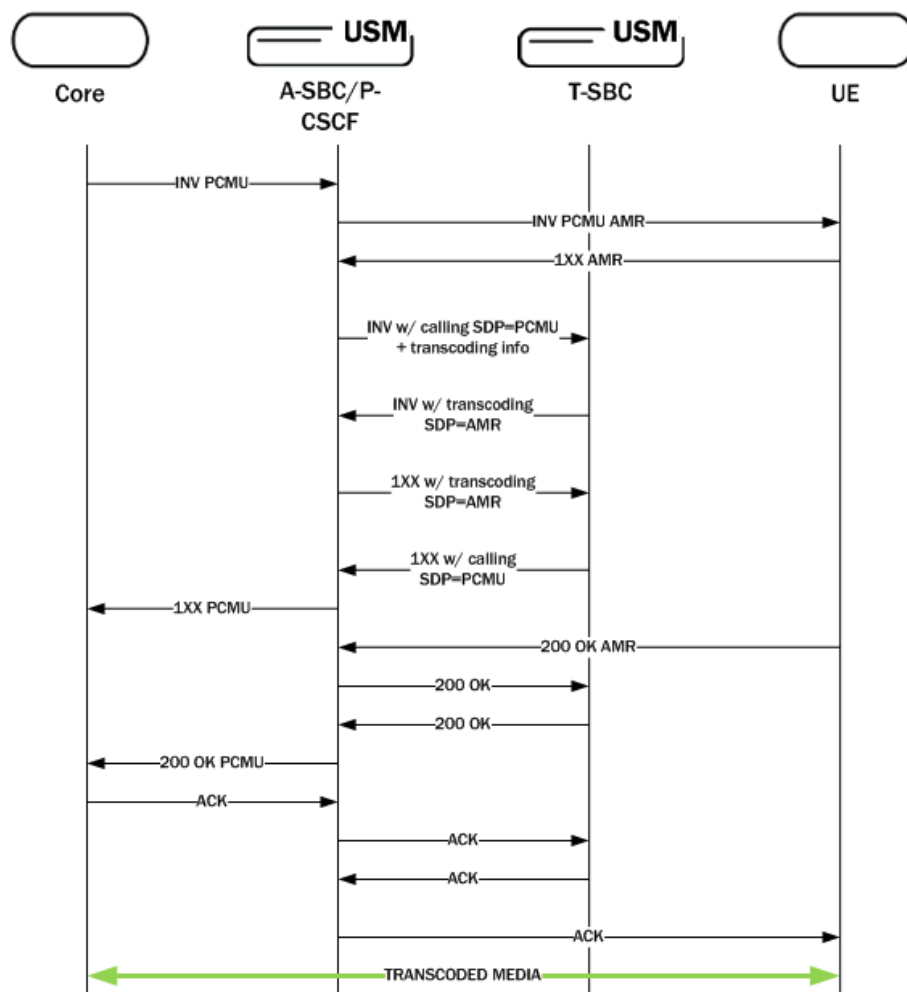 USM
USM
Core
A-SBC/P-
CSCF
T-SBC
UE
INV PCMU
INV PCMU AMR
1XX AMR
INV w/ calling SDP=PCMU
+ transcoding info
INV w/ transcoding
SDP=AMR
1XX w/ transcoding
SDP=AMR
1XX w/ calling
SDP=PCMU
1XX PCMU
200 OK AMR
200 OK
200 OK
200 OK PCMU
ACK
ACK
ACK
ACK
TRANSCODED MEDIA